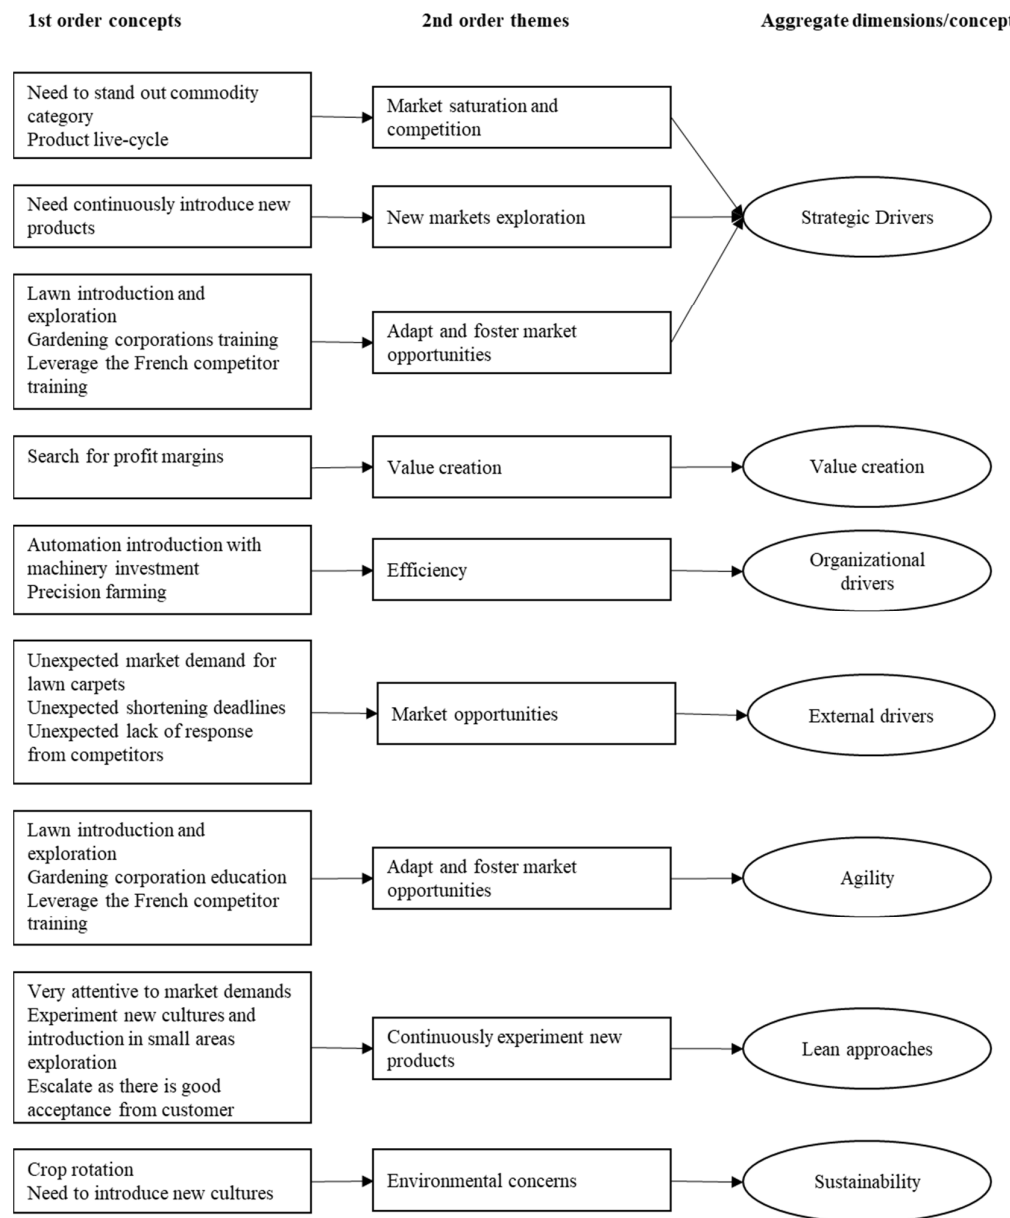 1st order concepts
2nd order themes
Aggregate dimensions/concept
Need to stand out commodity
category
Product live-cycle
Market saturation and
competition
Need continuously introduce new
products
New markets exploration
Strategic Drivers
Lawn introduction and
exploration
Gardening corporations training
Leverage the French competitor
training
Adapt and foster market
opportunities
Search for profit margins
Value creation
Value creation
Automation introduction with
machinery investment
Precision farming
Efficiency
Organizational
drivers
Unexpected market demand for
lawn carpets
Unexpected shortening deadlines
Unexpected lack of response
from competitors
Market opportunities
External drivers
Lawn introduction and
exploration
Gardening corporation education
Leverage the French competitor
training
Adapt and foster market
opportunities
Agility
Very attentive to market demands
Experiment new cultures and
introduction in small areas
exploration
Escalate as there is good
acceptance from customer
Continuously experiment new
products
Lean approaches
Crop rotation
Need to introduce new cultures
Environmental concerns
Sustainability